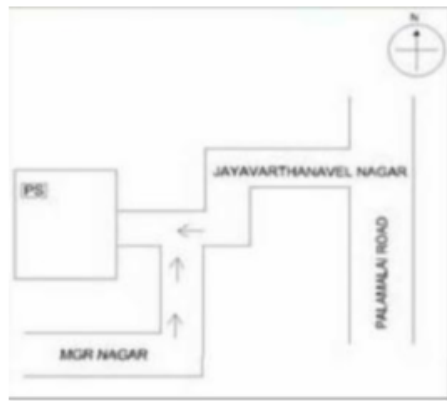 N
JAYAVARTHANAVEL NAGAR
PS
PALAMALAI ROAD
MGR NAGAR